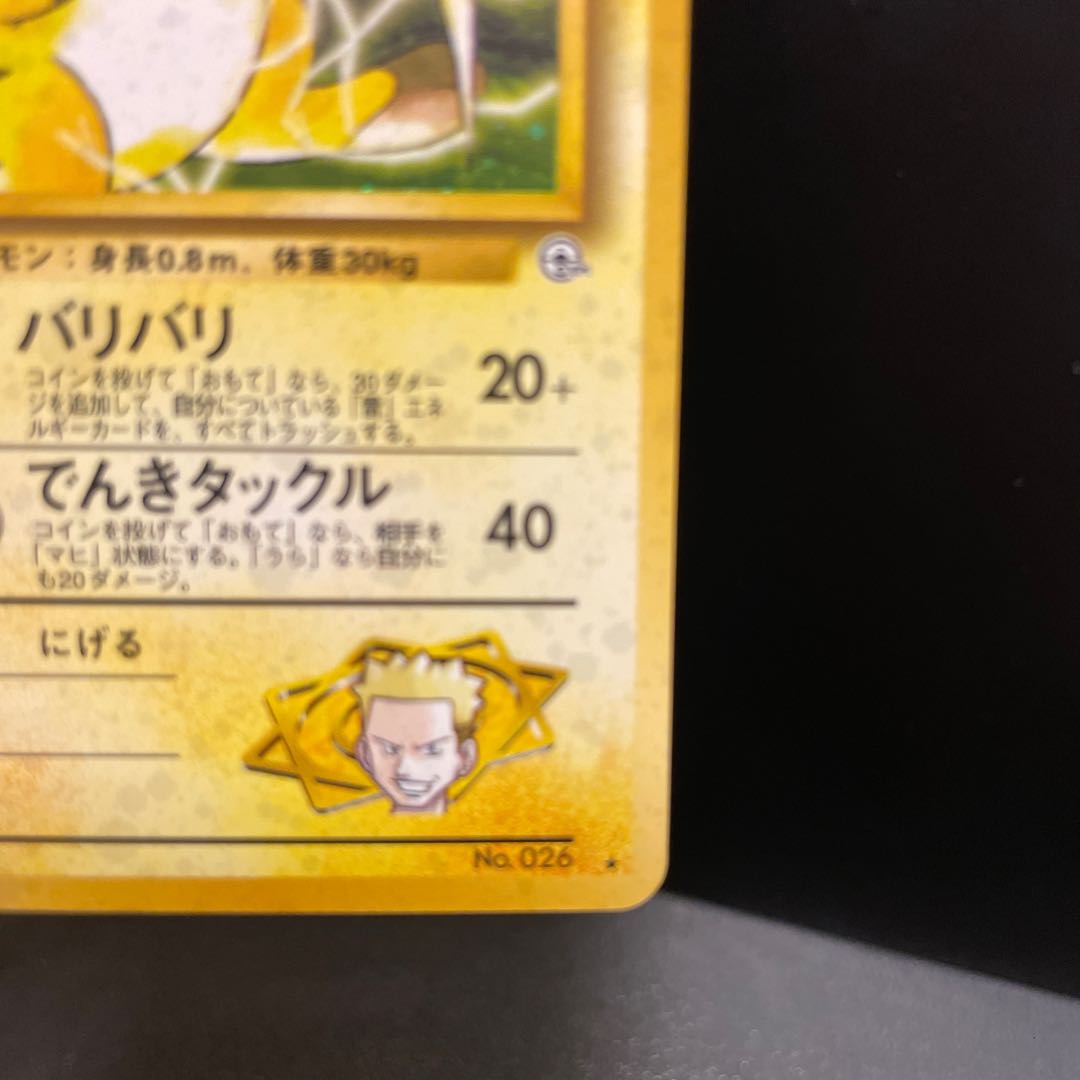 モン：身長0.8m、体重30kg
バリバリ
20+
コインを投げて「おもて」なら、30ダメー
ジを追加して、自分についている「雷」エネ
ルギーカードを、すべてトラッシュする。
でんきタックル
40
コインを投げて「おもて」なら、相手を
「マヒ」状態にする。「うら」なら自分に
も20ダメージ。
にげる
No. 026 ★